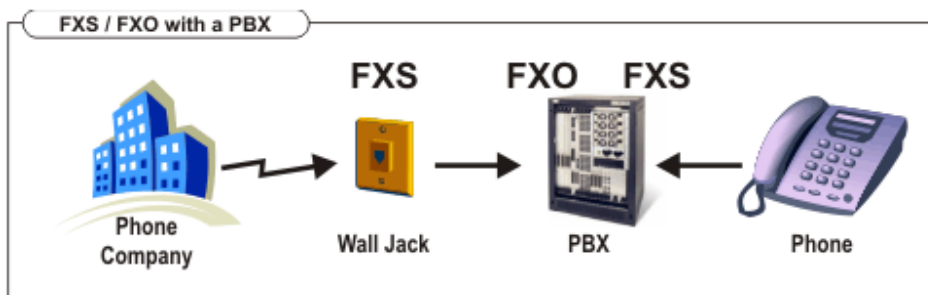 FXS / FXO with a PBX
FXS FXO FXS
Phone
Company
Wall Jack PBX Phone